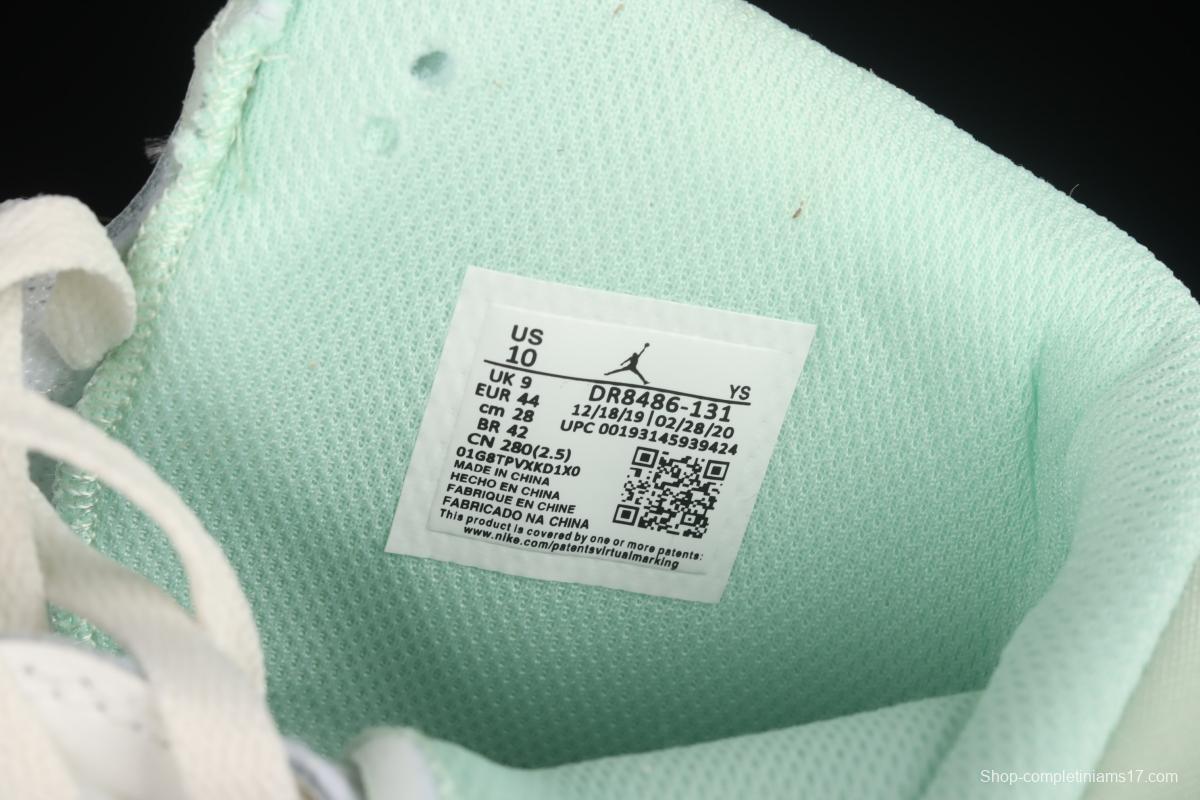 US
10
YS
UK 9
EUR 44
cm 28
BR 42
CN 280(2.5)
DR8486-131
12/18/19|02/28/20
UPC 00193145939424
01G8TPVXKD1X0
MADE IN CHINA
HECHO EN CHINA
FABRIQUE EN CHINE
FABRICADO NA CHINA
This product is covered by one or more patents:
www.nike.com/patentsvirtualmarking
Shop-completiniams17.com